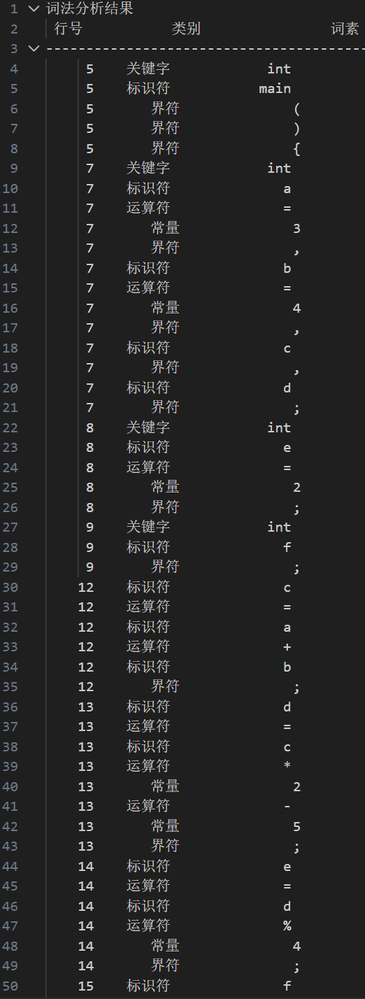 1 词法分析结果
2 行号 类别 词素
3 ---------------------------------------
4 5 关键字 int
5 5 标识符 main
6 5 界符 (
7 5 界符 )
8 5 界符 {
9 7 关键字 int
10 7 标识符 a
11 7 运算符 =
12 7 常量 3
13 7 界符 ,
14 7 标识符 b
15 7 运算符 =
16 7 常量 4
17 7 界符 ,
18 7 标识符 c
19 7 界符 ,
20 7 标识符 d
21 7 界符 ;
22 8 关键字 int
23 8 标识符 e
24 8 运算符 =
25 8 常量 2
26 8 界符 ;
27 9 关键字 int
28 9 标识符 f
29 9 界符 ;
30 12 标识符 c
31 12 运算符 =
32 12 标识符 a
33 12 运算符 +
34 12 标识符 b
35 12 界符 ;
36 13 标识符 d
37 13 运算符 =
38 13 标识符 c
39 13 运算符 *
40 13 常量 2
41 13 运算符 -
42 13 常量 5
43 13 界符 ;
44 14 标识符 e
45 14 运算符 =
46 14 标识符 d
47 14 运算符 %
48 14 常量 4
49 14 界符 ;
50 15 标识符 f